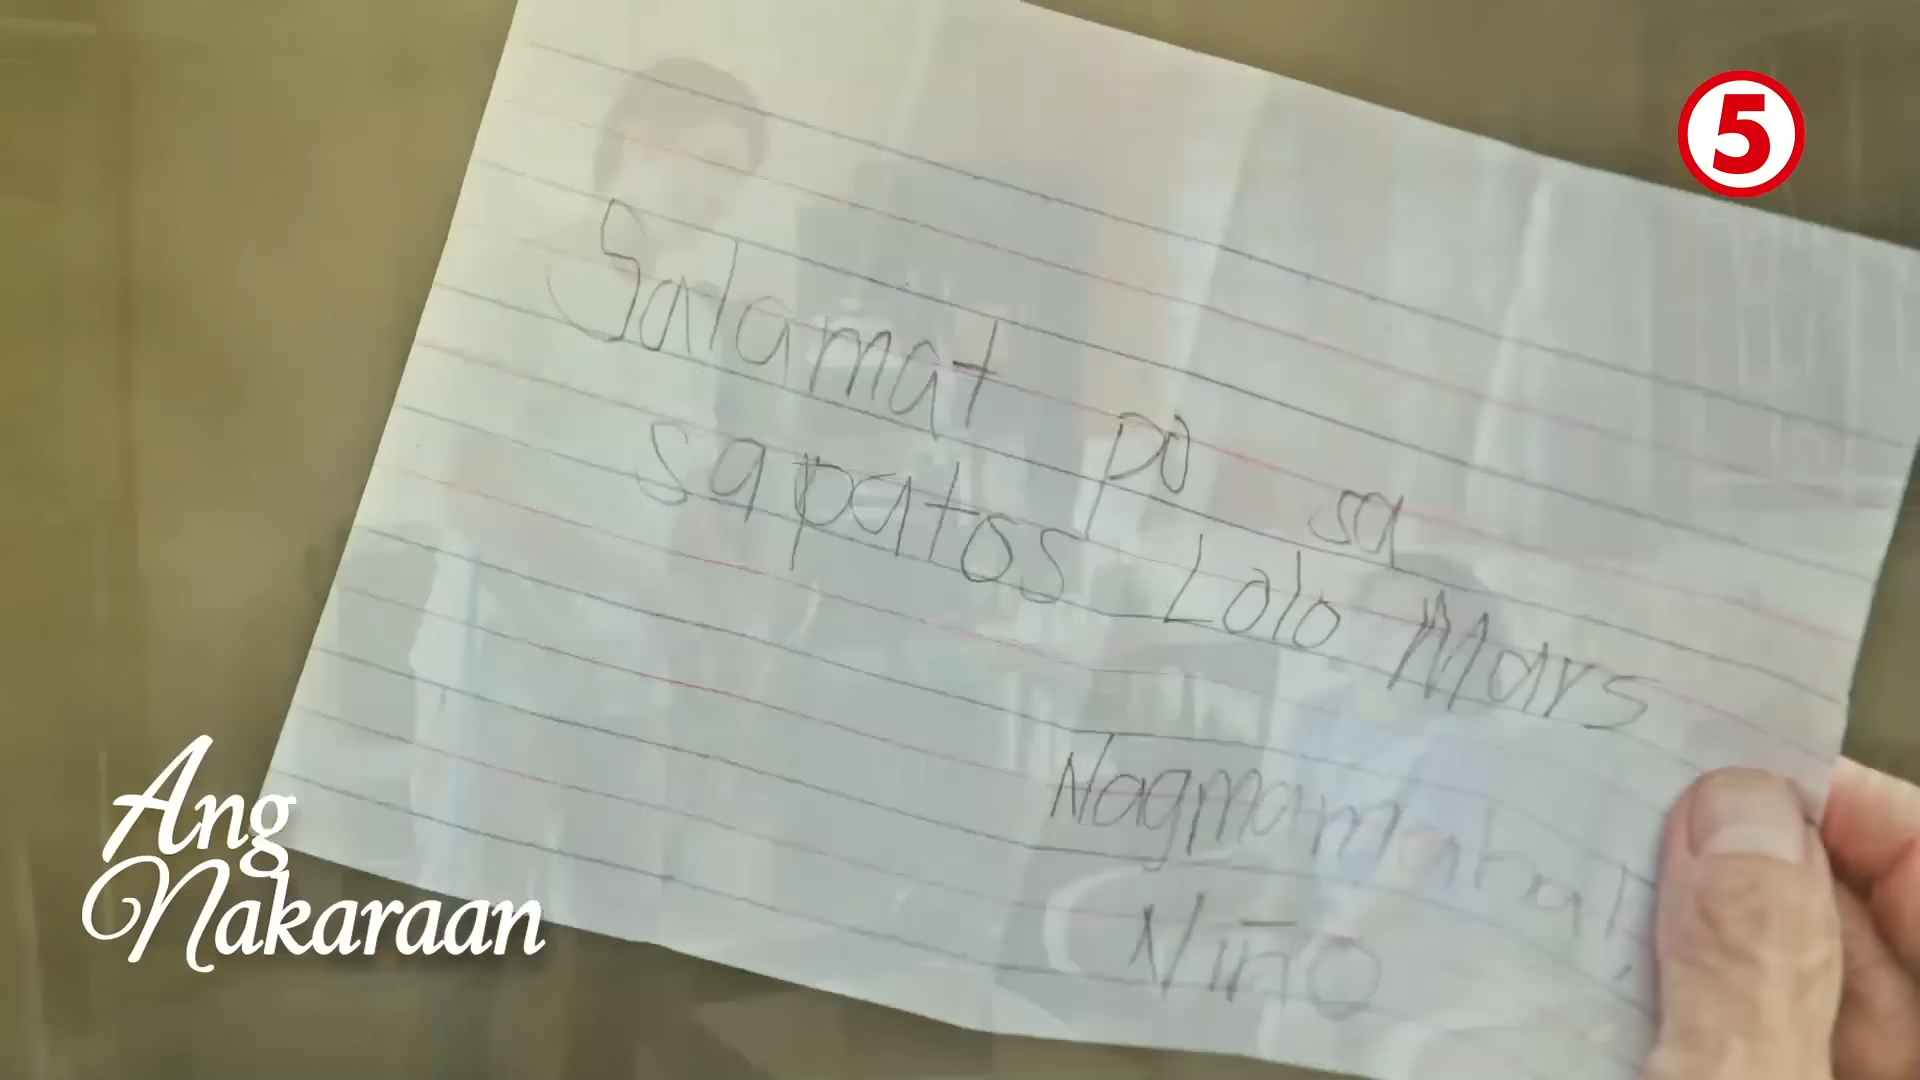 5
Salamat po sa
sapatos Lolo Mars
Nagmamahal,
Niño
Ang
Nakaraan